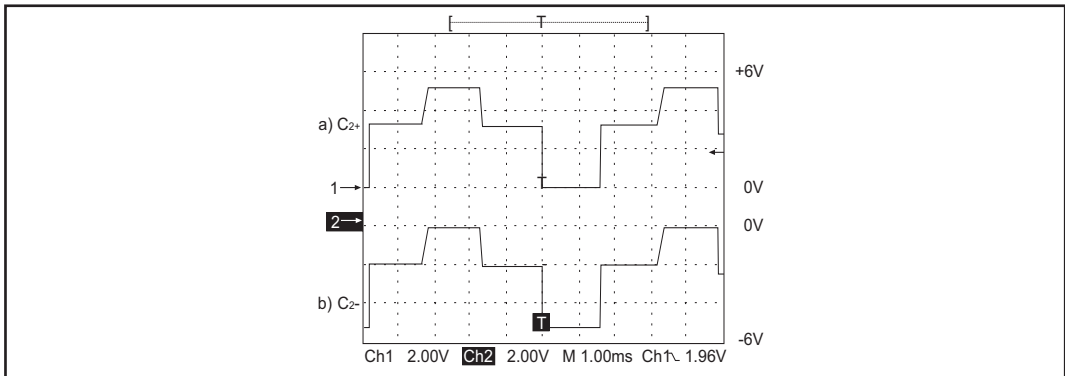 T
+6V
a) C2+
T
1
0V
2
0V
b) C2-
T
-6V
Ch1 2.00V Ch2 2.00V M 1.00ms Ch1 1.96V